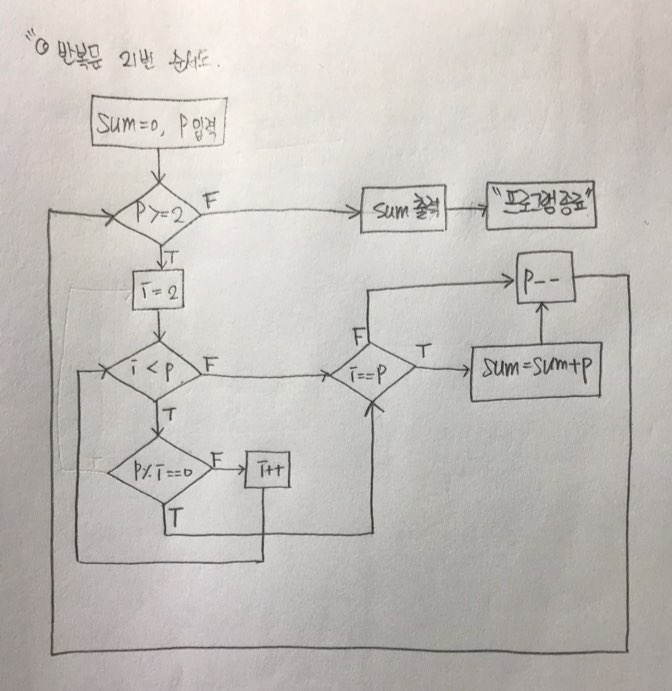 "○ 반복문 21번 순서도.
sum=0, P입력
P>=2
F
sum 출력
"프로그램 종료"
T
i=2
P--
i<P
F
F
i==P
T
sum=sum+P
T
P%i==0
F
i++
T